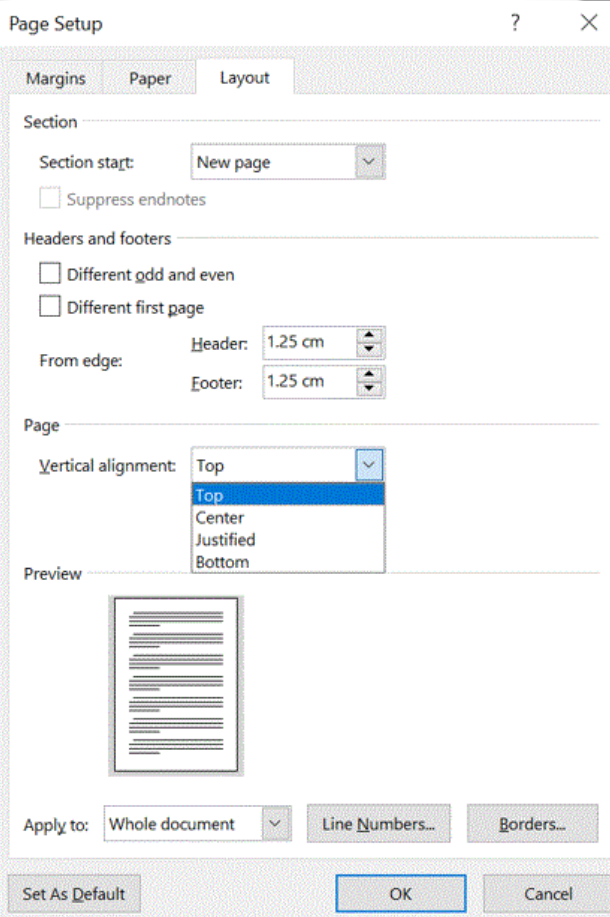 Page Setup ?
Margins Paper Layout
Section
Section start: New page
Suppress endnotes
Headers and footers
Different odd and even
Different first page
From edge:
Header: 1.25 cm
Footer: 1.25 cm
Page
Vertical alignment: Top
Top
Center
Justified
Bottom
Preview
Apply to: Whole document Line Numbers... Borders...
Set As Default OK Cancel